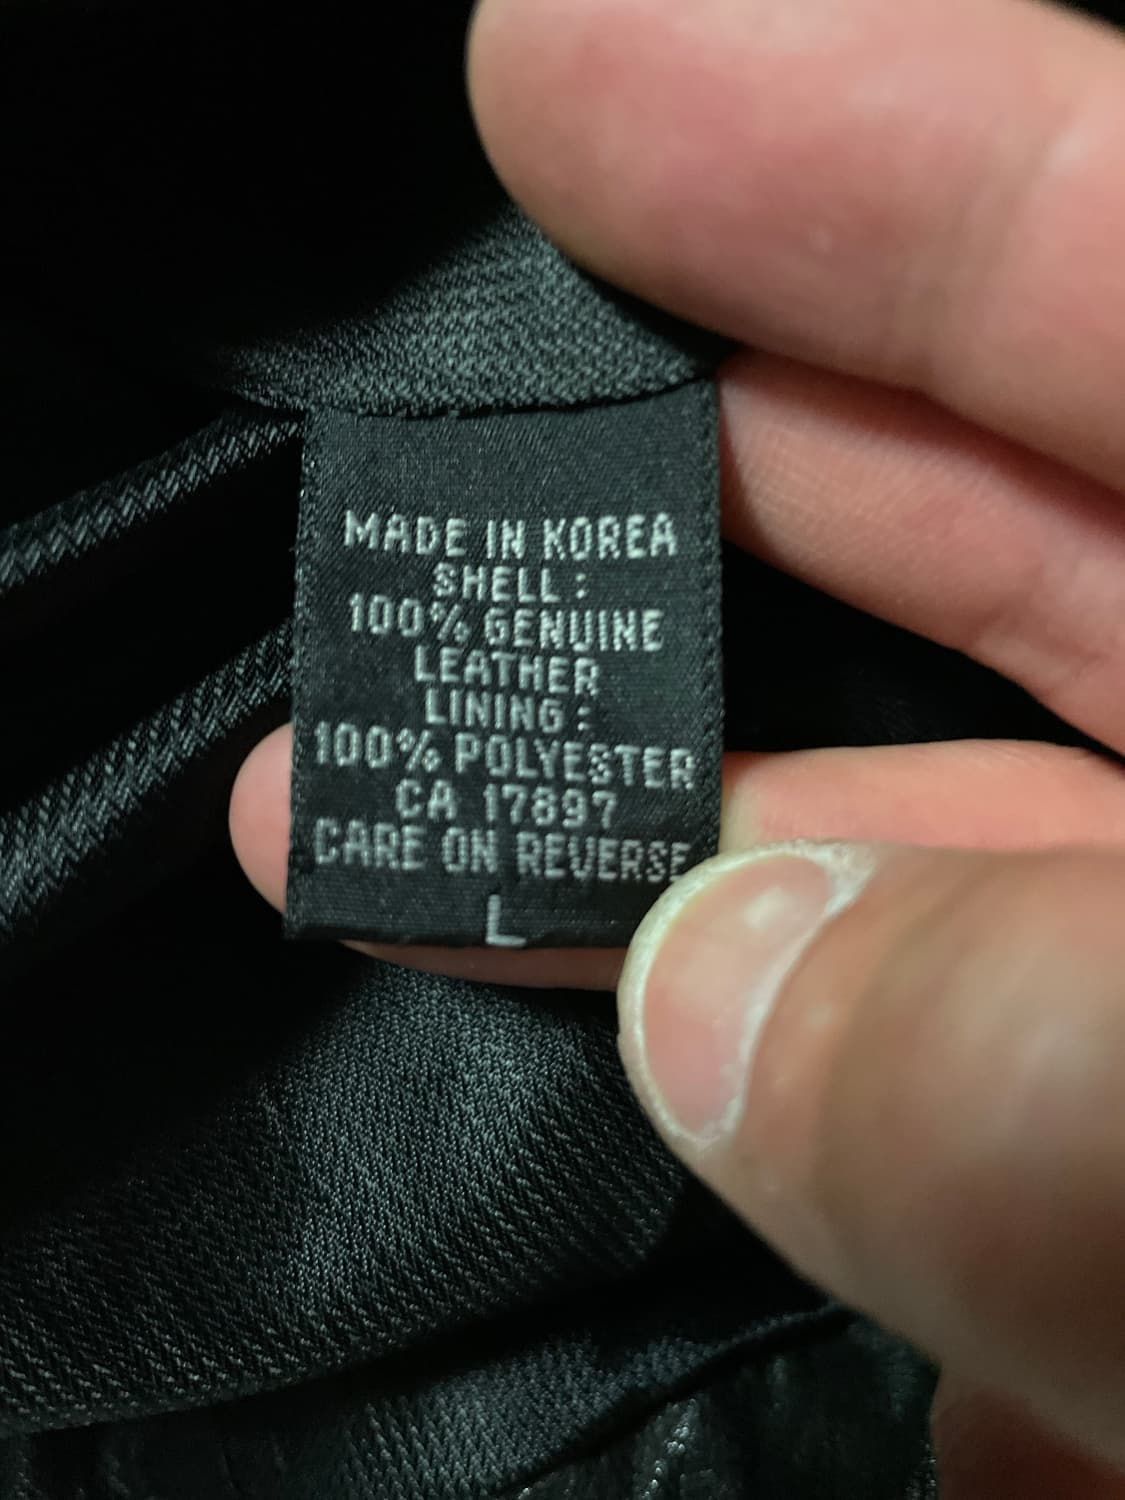 MADE IN KOREA
SHELL :
100% GENUINE
LEATHER
LINING :
100% POLYESTER
CA 17897
CARE ON REVERSE
L